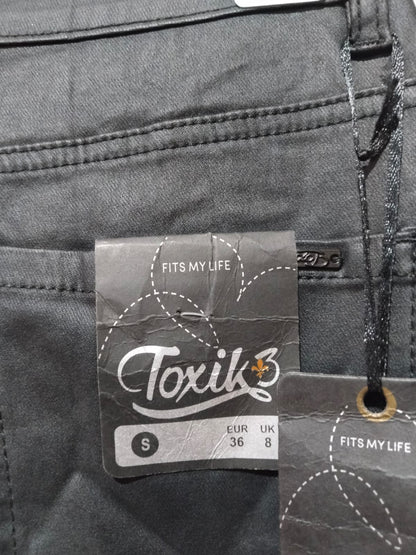 FITS MY LIFE
Toxik3
S
EUR UK
36 8
FITS MY LIFE